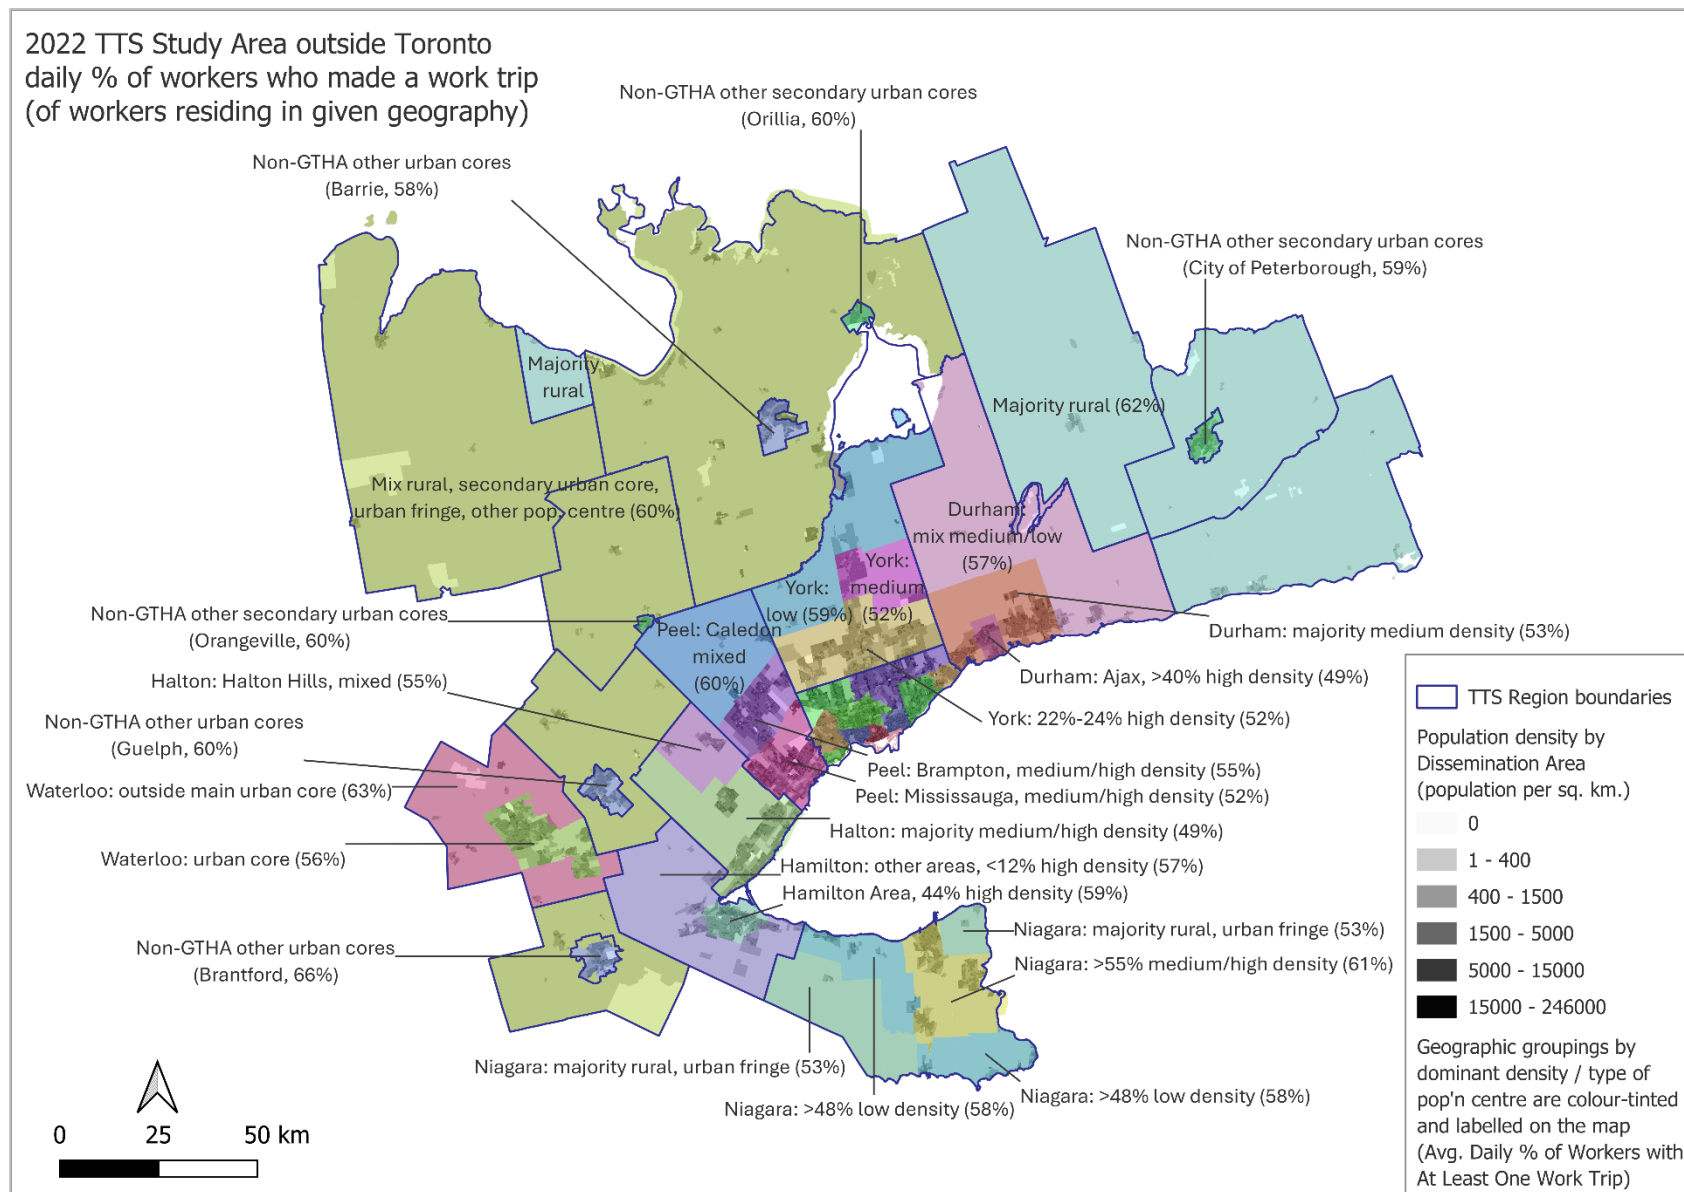 2022 TTS Study Area outside Toronto
daily % of workers who made a work trip
(of workers residing in given geography)
Non-GTHA other secondary urban cores
(Orillia, 60%)
Non-GTHA other urban cores
(Barrie, 58%)
Non-GTHA other secondary urban cores
(City of Peterborough, 59%)
Majority
rural
Majority rural (62%)
Mix rural, secondary urban core,
urban fringe, other pop. centre (60%)
Durham:
mix medium/low
(57%)
York:
medium
(52%)
York:
low (59%)
Non-GTHA other secondary urban cores
(Orangeville, 60%)
Peel: Caledon
mixed
(60%)
Durham: majority medium density (53%)
Halton: Halton Hills, mixed (55%)
Durham: Ajax, >40% high density (49%)
Non-GTHA other urban cores
(Guelph, 60%)
York: 22%-24% high density (52%)
Peel: Brampton, medium/high density (55%)
Waterloo: outside main urban core (63%)
Peel: Mississauga, medium/high density (52%)
Halton: majority medium/high density (49%)
Waterloo: urban core (56%)
Hamilton: other areas, <12% high density (57%)
Hamilton Area, 44% high density (59%)
Non-GTHA other urban cores
(Brantford, 66%)
Niagara: majority rural, urban fringe (53%)
Niagara: >55% medium/high density (61%)
Niagara: majority rural, urban fringe (53%)
Niagara: >48% low density (58%)
Niagara: >48% low density (58%)
0 25 50 km
TTS Region boundaries
Population density by
Dissemination Area
(population per sq. km.)
0
1 - 400
400 - 1500
1500 - 5000
5000 - 15000
15000 - 246000
Geographic groupings by
dominant density / type of
pop'n centre are colour-tinted
and labelled on the map
(Avg. Daily % of Workers with
At Least One Work Trip)